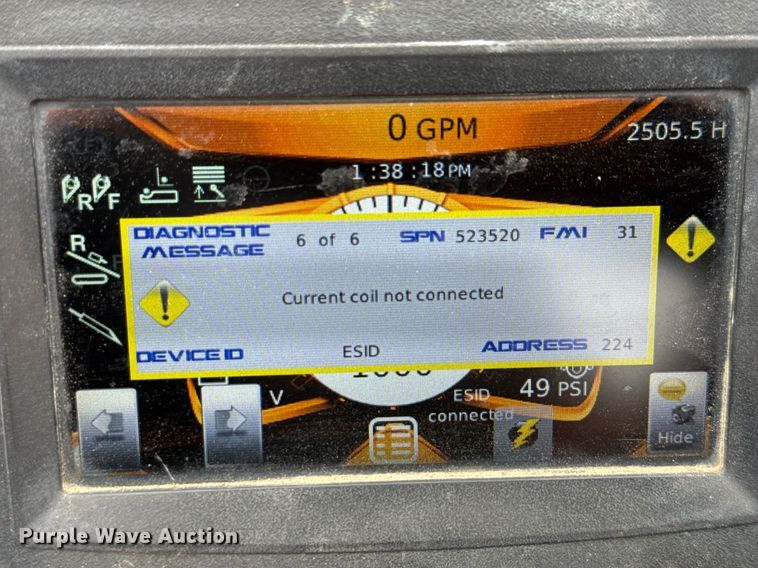 0 GPM
2505.5 H
1:38:18PM
R F
R
DIAGNOSTIC MESSAGE
6 of 6
SPN 523520
FMI 31
Current coil not connected
DEVICE ID
ESID
ADDRESS 224
1000
V
ESID connected
49 PSI
Hide
Purple Wave Auction